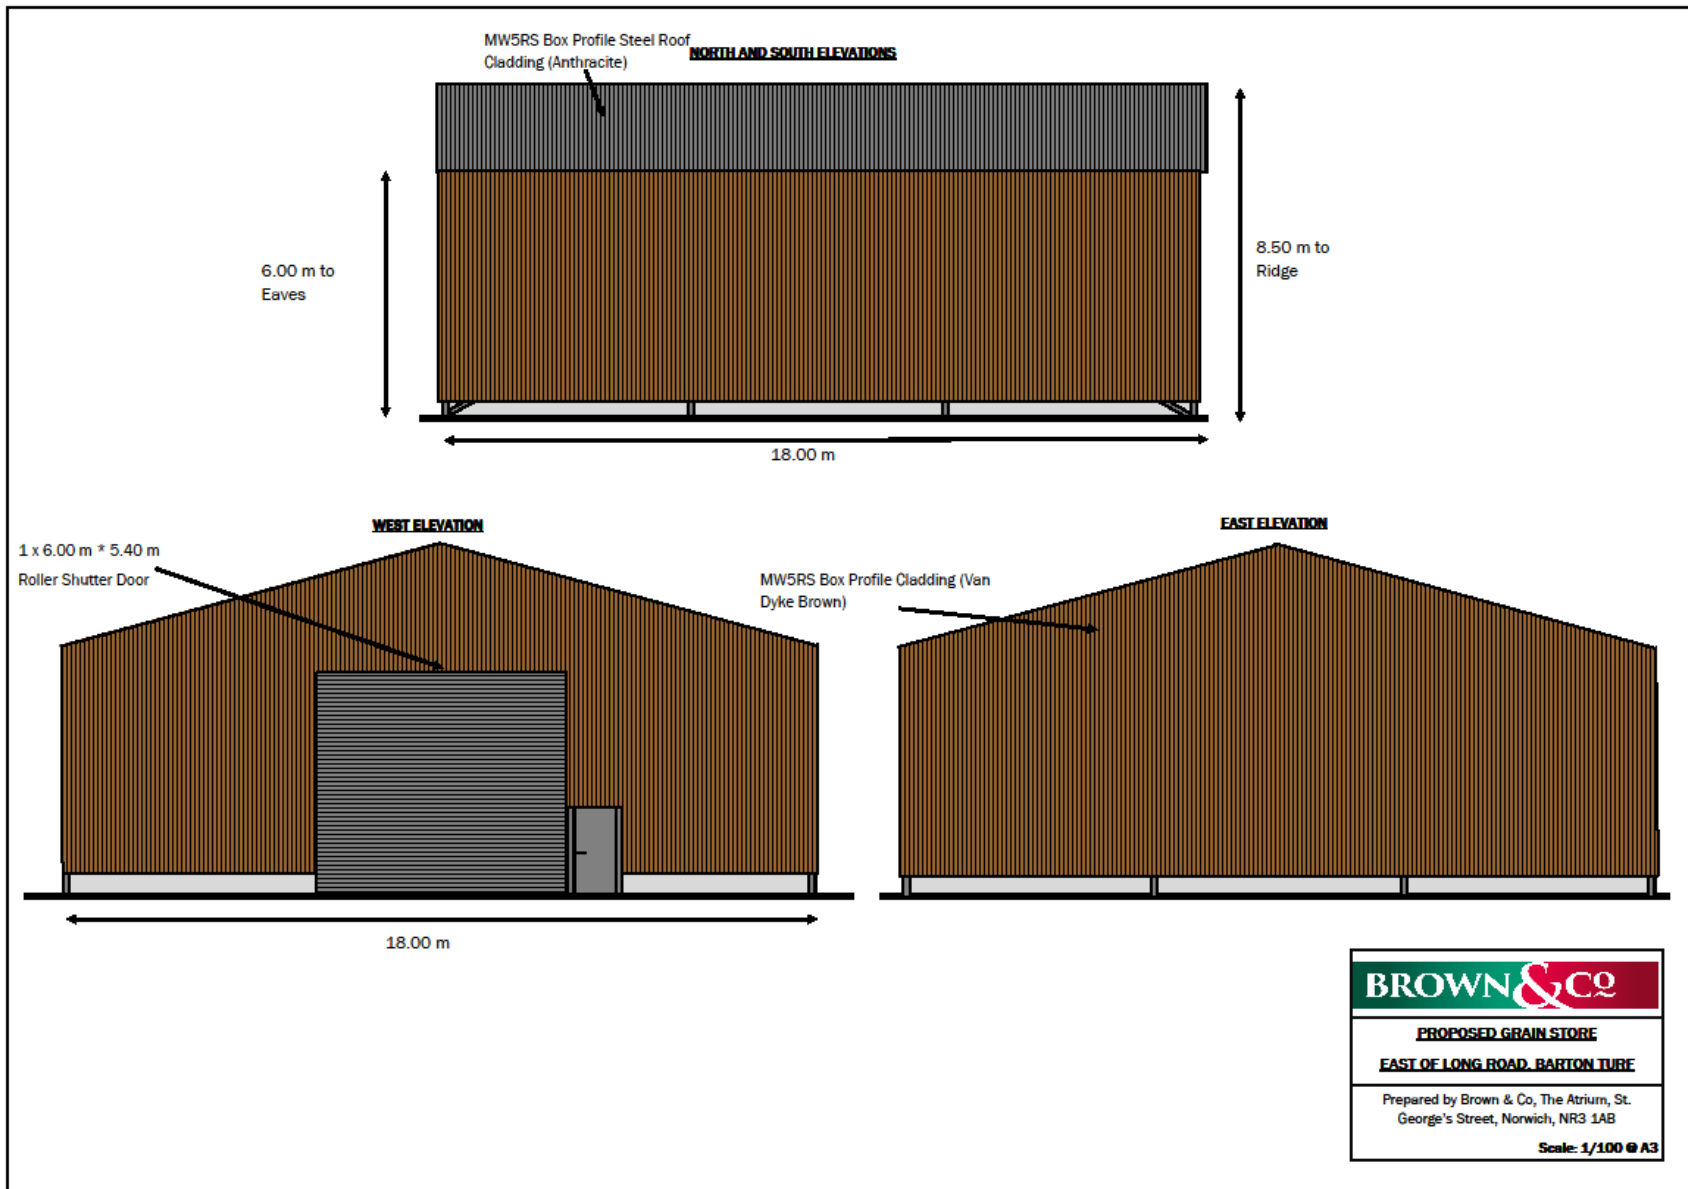 MW5RS Box Profile Steel Roof
Cladding (Anthracite)
NORTH AND SOUTH ELEVATIONS
6.00 m to
Eaves
8.50 m to
Ridge
18.00 m
WEST ELEVATION
1 x 6.00 m * 5.40 m
Roller Shutter Door
EAST ELEVATION
MW5RS Box Profile Cladding (Van
Dyke Brown)
18.00 m
BROWN&CO
PROPOSED GRAIN STORE
EAST OF LONG ROAD, BARTON TURF
Prepared by Brown & Co, The Atrium, St.
George's Street, Norwich, NR3 1AB
Scale: 1/100 @ A3